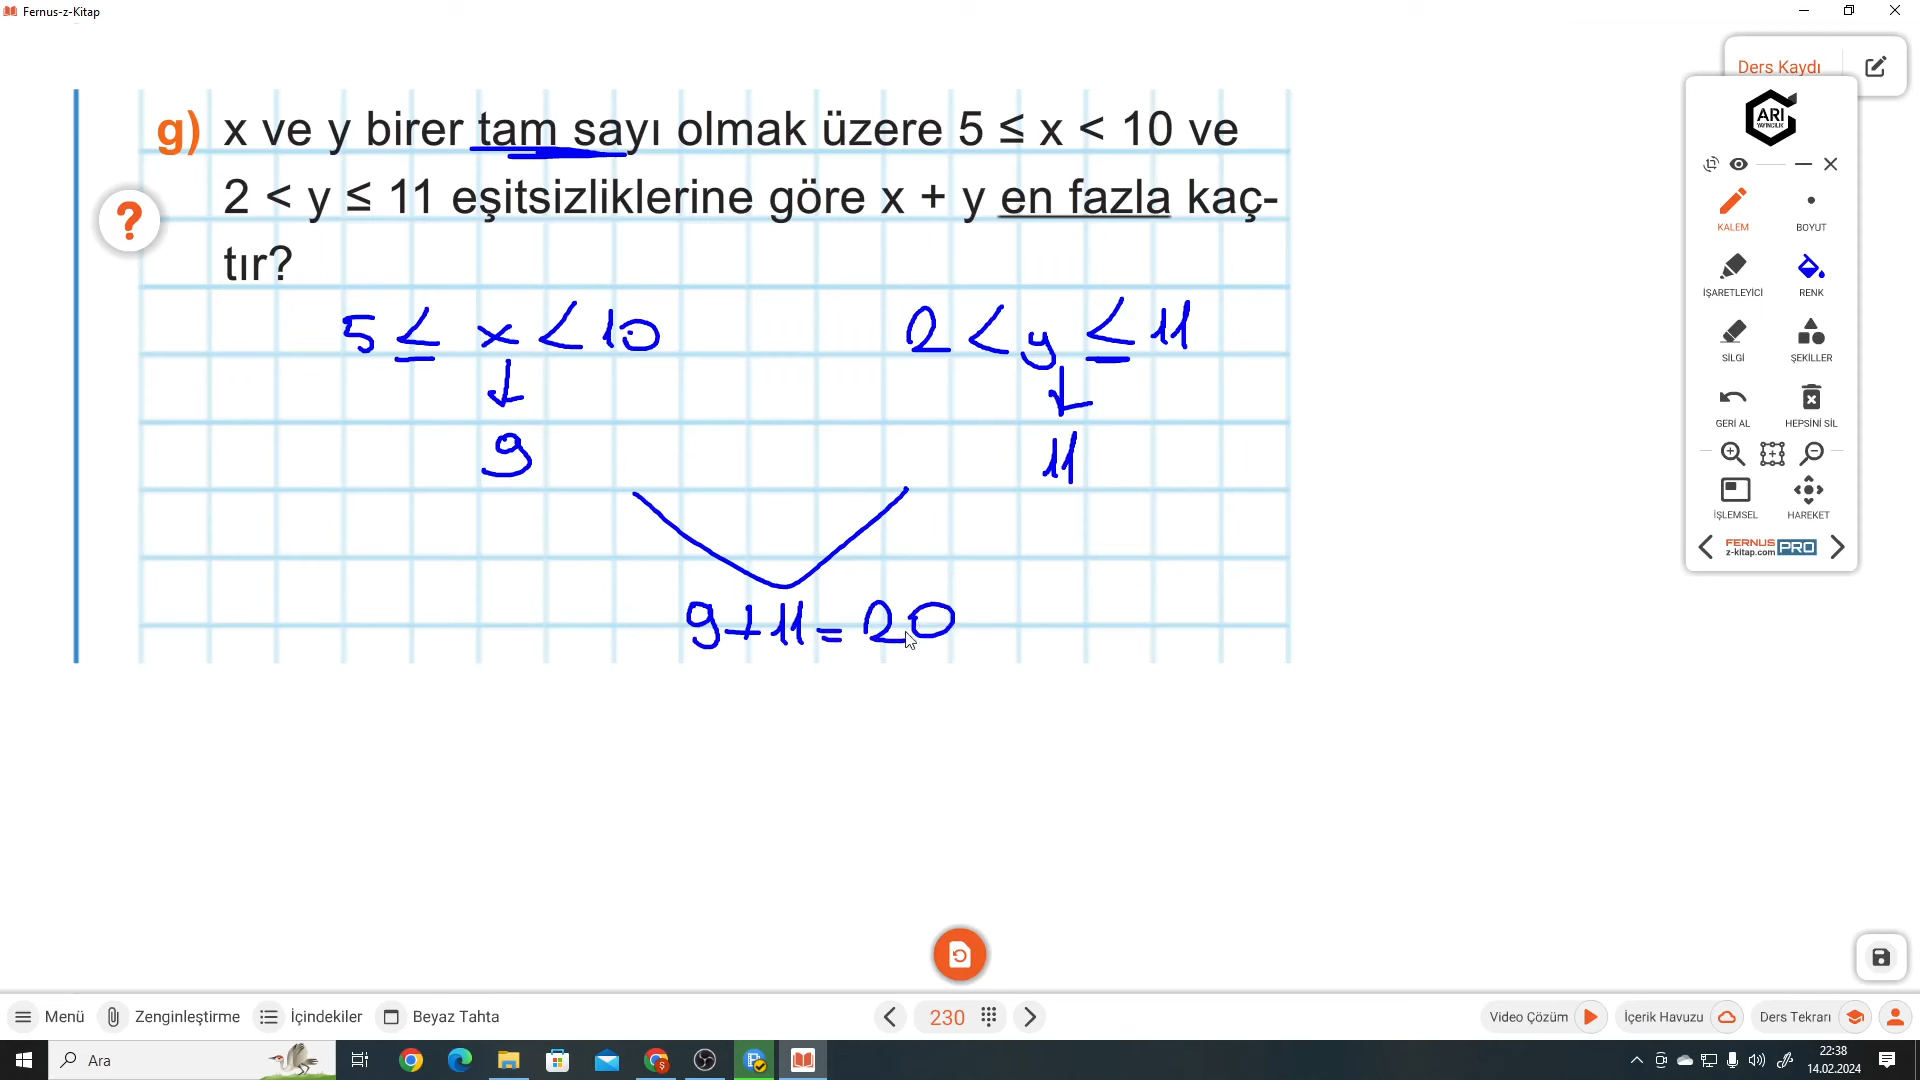 Fernus-z-Kitap
Ders Kaydı
g) x ve y birer tam sayı olmak üzere 5 ≤ x < 10 ve
2 < y ≤ 11 eşitsizliklerine göre x + y en fazla kaç-
tır?
?
5 ≤ x < 10
2 < y ≤ 11
9
11
9+11=20
ARI
YAYINCILIK
KALEM
BOYUT
İŞARETLEYİCİ
RENK
SİLGİ
ŞEKİLLER
GERİ AL
HEPSİNİ SİL
İŞLEMSEL
HAREKET
FERNUS
z-kitap.com PRO
Menü
Zenginleştirme
İçindekiler
Beyaz Tahta
230
Video Çözüm
İçerik Havuzu
Ders Tekrarı
Ara
22:38
14.02.2024